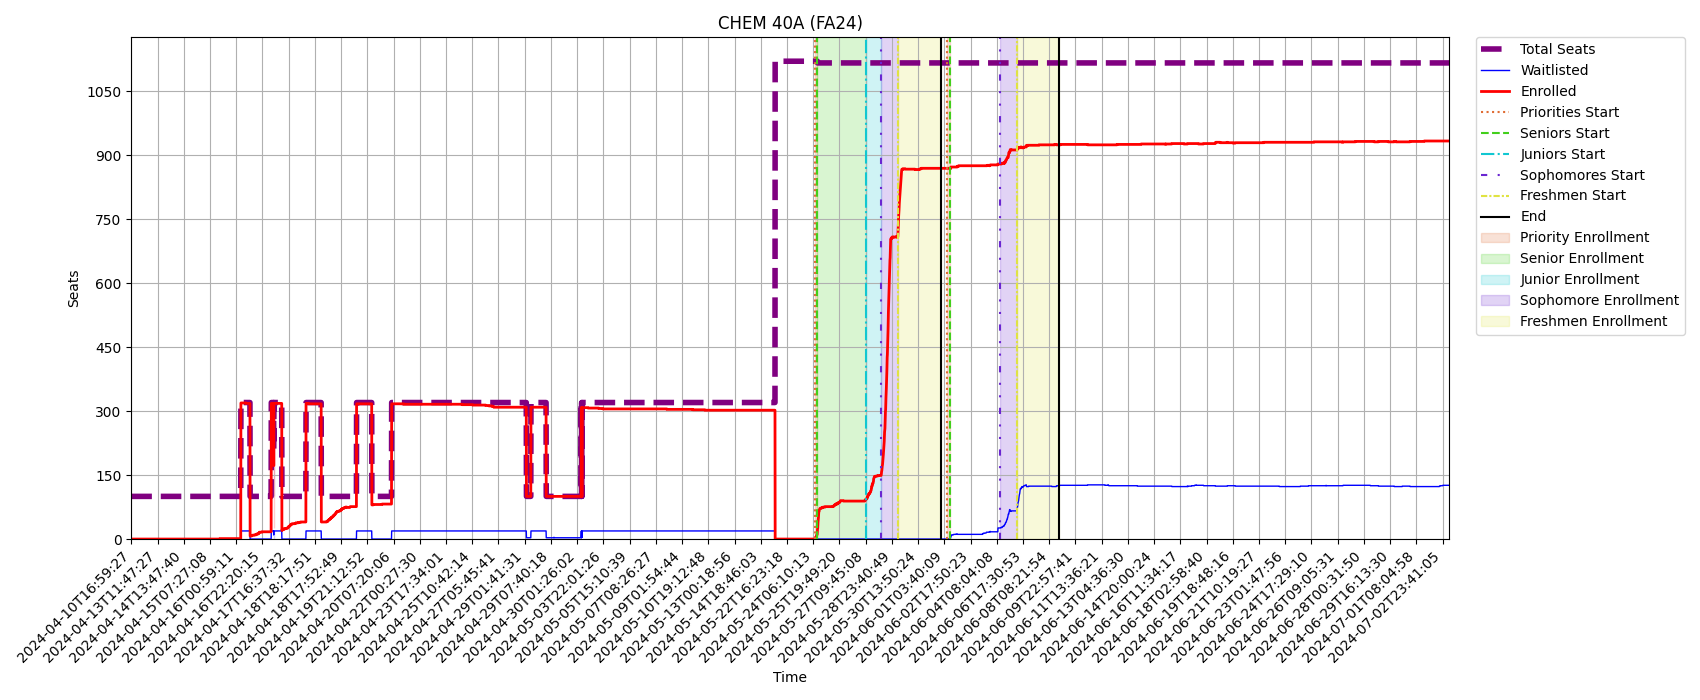 CHEM 40A (FA24)
Seats
1050
900
750
600
450
300
150
0
2024-04-10T16:59:27
2024-04-13T11:47:27
2024-04-14T13:47:40
2024-04-15T07:27:08
2024-04-16T00:59:11
2024-04-16T22:20:15
2024-04-17T16:37:32
2024-04-18T18:17:51
2024-04-18T17:52:49
2024-04-19T21:12:52
2024-04-20T07:20:06
2024-04-22T00:27:30
2024-04-23T17:34:01
2024-04-25T10:42:14
2024-04-27T05:45:41
2024-04-29T01:41:31
2024-04-29T07:40:18
2024-04-30T01:26:02
2024-05-03T22:01:26
2024-05-05T15:10:39
2024-05-07T08:26:27
2024-05-09T01:54:44
2024-05-10T19:12:48
2024-05-13T00:18:56
2024-05-14T18:46:03
2024-05-22T16:23:18
2024-05-24T06:10:13
2024-05-25T19:49:20
2024-05-27T09:45:08
2024-05-28T23:40:49
2024-05-30T13:50:24
2024-06-01T03:40:09
2024-06-02T17:50:23
2024-06-04T08:04:08
2024-06-06T17:30:53
2024-06-08T08:21:54
2024-06-09T22:57:41
2024-06-11T13:36:21
2024-06-13T04:36:30
2024-06-14T20:00:24
2024-06-16T11:34:17
2024-06-18T02:58:40
2024-06-19T18:48:16
2024-06-21T10:19:27
2024-06-23T01:47:56
2024-06-24T17:29:10
2024-06-26T09:05:31
2024-06-28T00:31:50
2024-06-29T16:13:30
2024-07-01T08:04:58
2024-07-02T23:41:05
Time
Total Seats
Waitlisted
Enrolled
Priorities Start
Seniors Start
Juniors Start
Sophomores Start
Freshmen Start
End
Priority Enrollment
Senior Enrollment
Junior Enrollment
Sophomore Enrollment
Freshmen Enrollment